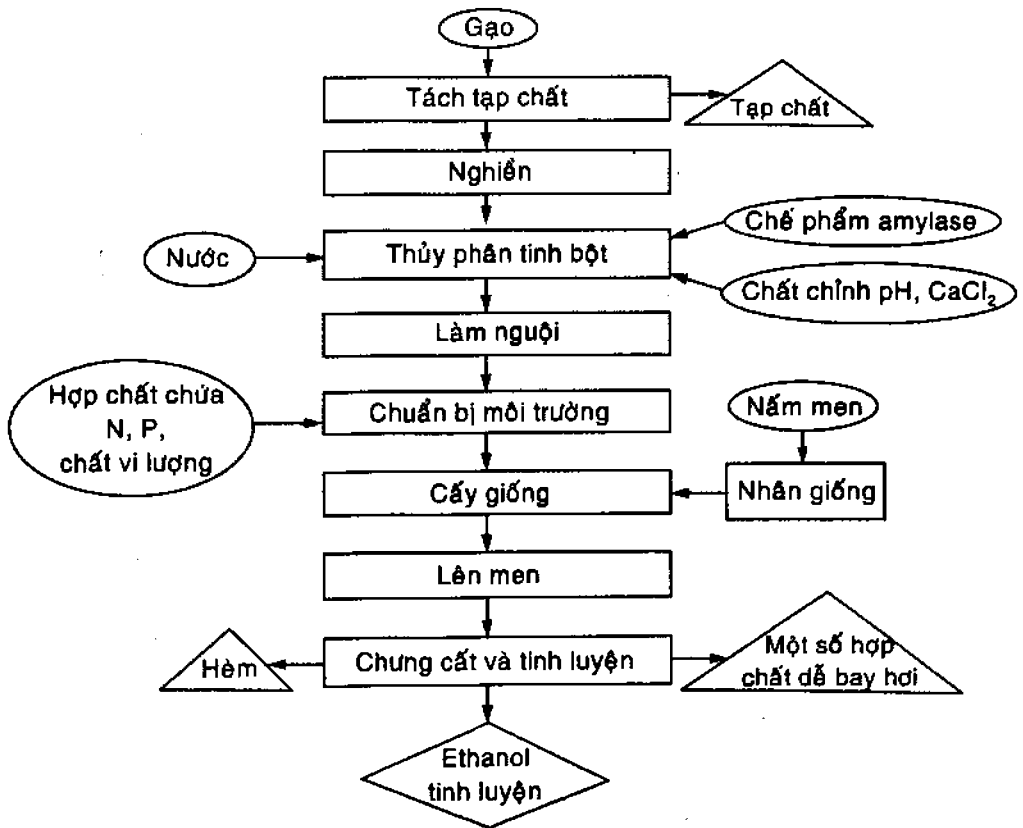 Gạo
Tách tạp chất
Tạp chất
Nghiền
Chế phẩm amylase
Nước
Thủy phân tinh bột
Chất chỉnh pH, CaCl₂
Làm nguội
Hợp chất chứa
N, P,
chất vi lượng
Chuẩn bị môi trường
Nấm men
Cấy giống
Nhân giống
Lên men
Hèm
Chưng cất và tinh luyện
Một số hợp
chất dễ bay hơi
Ethanol
tinh luyện